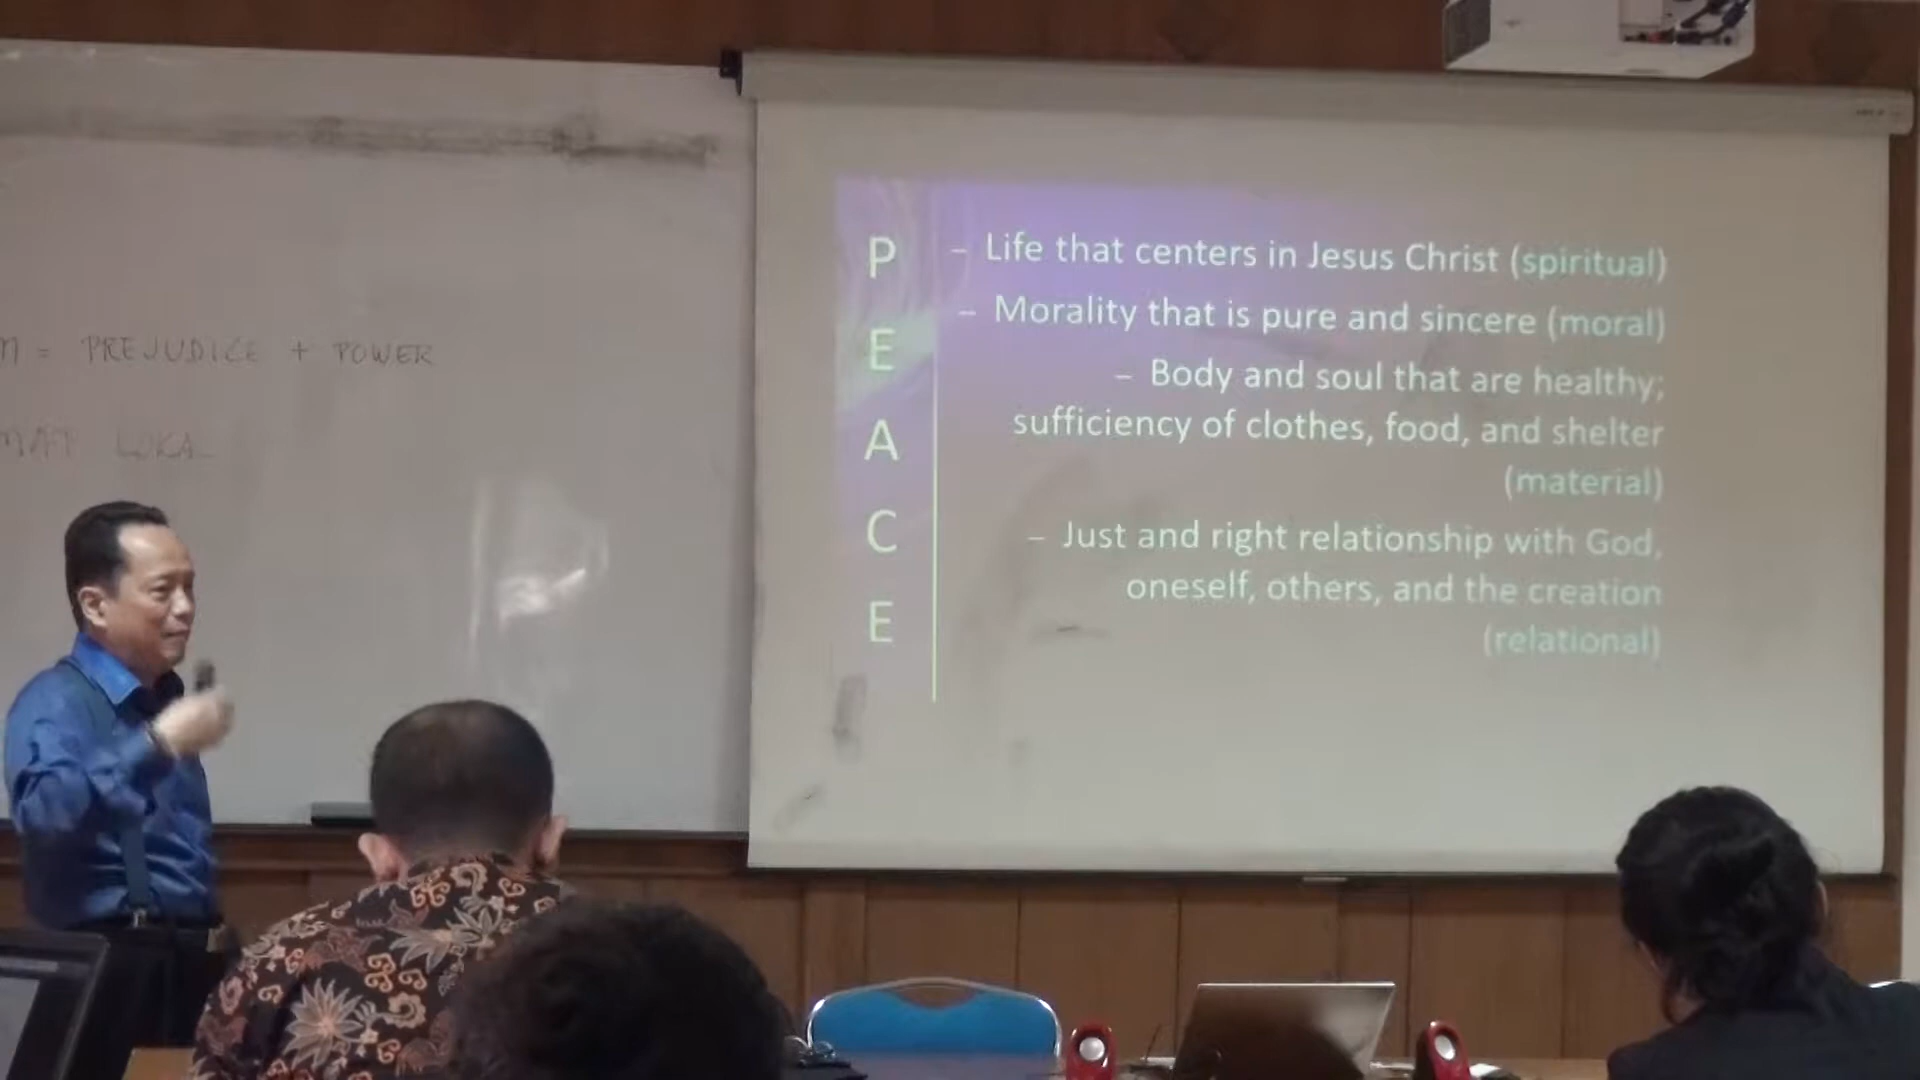 = PREJUDICE + POWER
LOKAL
P
E
A
C
E
– Life that centers in Jesus Christ (spiritual)
– Morality that is pure and sincere (moral)
– Body and soul that are healthy;
sufficiency of clothes, food, and shelter
(material)
– Just and right relationship with God,
oneself, others, and the creation
(relational)